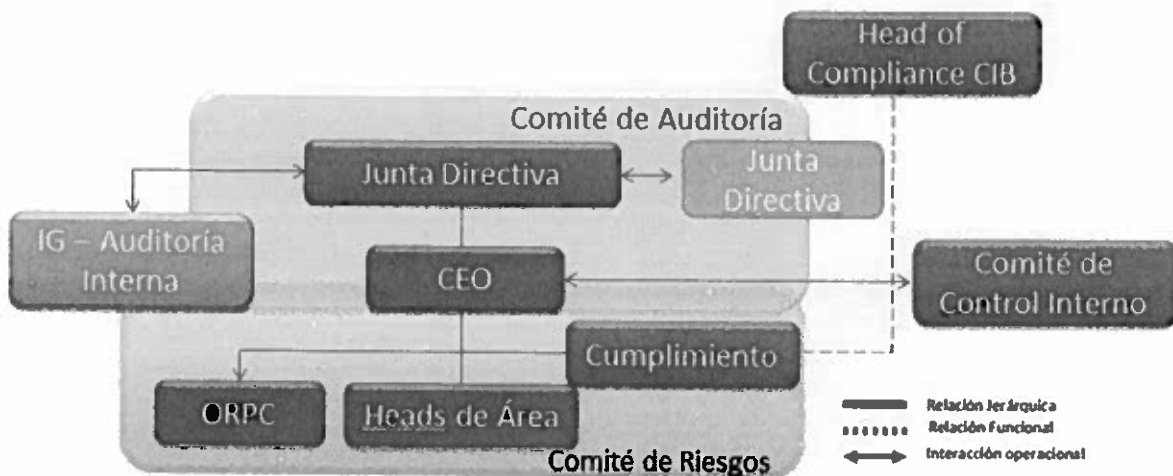 Head of
Compliance CIB
Comité de Auditoría
Junta Directiva
Junta
Directiva
IG – Auditoría
Interna
CEO
Comité de
Control Interno
Cumplimiento
ORPC
Heads de Área
Comité de Riesgos
Relación Jerárquica
Relación Funcional
Interacción operacional